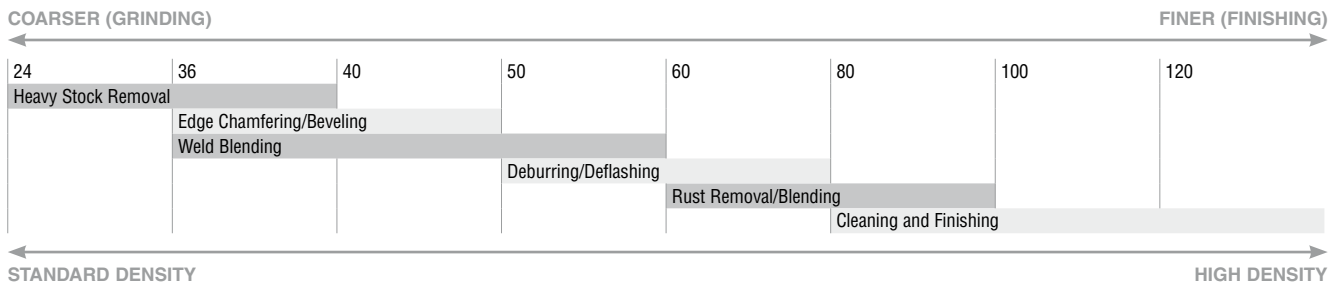 COARSER (GRINDING) FINER (FINISHING)
24 36 40 50 60 80 100 120
Heavy Stock Removal
Edge Chamfering/Beveling
Weld Blending
Deburring/Deflashing
Rust Removal/Blending
Cleaning and Finishing
STANDARD DENSITY HIGH DENSITY